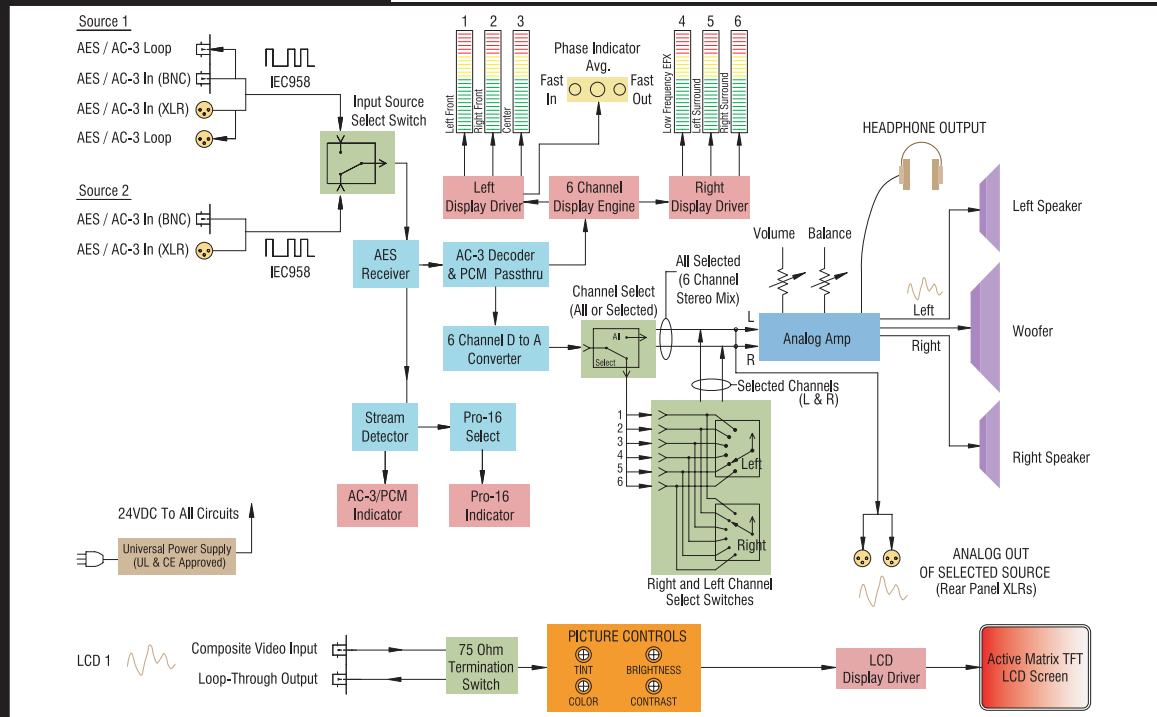 Source 1
AES / AC-3 Loop
AES / AC-3 In (BNC)
AES / AC-3 In (XLR)
AES / AC-3 Loop
IEC958
Source 2
AES / AC-3 In (BNC)
AES / AC-3 In (XLR)
IEC958
Input Source
Select Switch
1 2 3
Left Front
Right Front
Center
Phase Indicator
Avg.
Fast
In
Fast
Out
4 5 6
Low Frequency EFX
Left Surround
Right Surround
Left
Display Driver
6 Channel
Display Engine
Right
Display Driver
HEADPHONE OUTPUT
AES
Receiver
AC-3 Decoder
& PCM Passthru
6 Channel D to A
Converter
Channel Select
(All or Selected)
All
Select
All Selected
(6 Channel
Stereo Mix)
Volume
Balance
L
R
Analog Amp
Left
Right
Left Speaker
Woofer
Right Speaker
Selected Channels
(L & R)
1
2
3
4
5
6
Left
Right
Right and Left Channel
Select Switches
Stream
Detector
Pro-16
Select
AC-3/PCM
Indicator
Pro-16
Indicator
24VDC To All Circuits
Universal Power Supply
(UL & CE Approved)
ANALOG OUT
OF SELECTED SOURCE
(Rear Panel XLRs)
LCD 1
Composite Video Input
Loop-Through Output
75 Ohm
Termination
Switch
PICTURE CONTROLS
TINT
BRIGHTNESS
COLOR
CONTRAST
LCD
Display Driver
Active Matrix TFT
LCD Screen